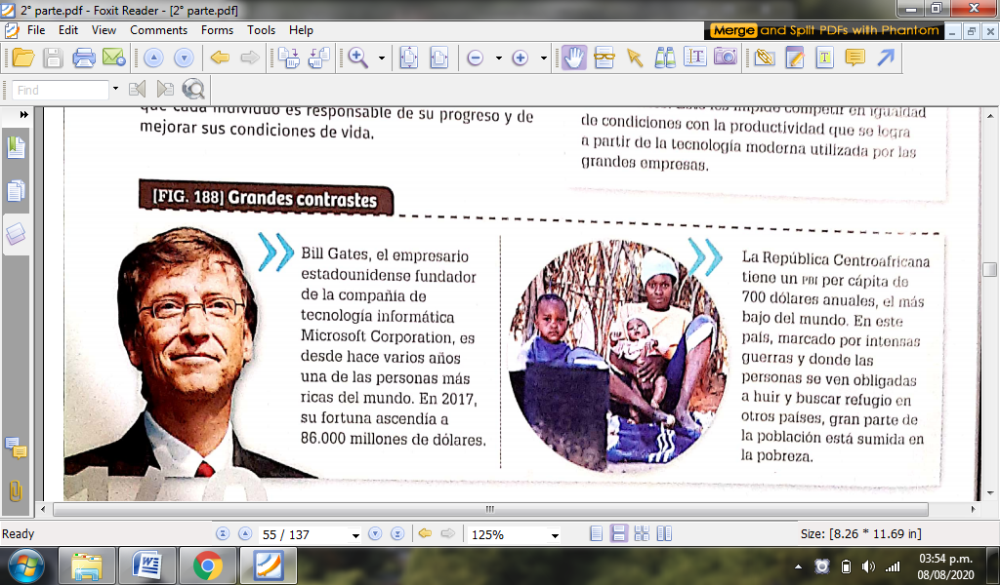 2° parte.pdf - Foxit Reader - [2° parte.pdf]
File Edit View Comments Forms Tools Help
Merge and Split PDFs with Phantom
Find
que cada individuo es responsable de su progreso y de
mejorar sus condiciones de vida.
impide competir en igualdad
de condiciones con la productividad que se logra
a partir de la tecnología moderna utilizada por las
grandes empresas.
[FIG. 188] Grandes contrastes
Bill Gates, el empresario
estadounidense fundador
de la compañía de
tecnología informática
Microsoft Corporation, es
desde hace varios años
una de las personas más
ricas del mundo. En 2017,
su fortuna ascendía a
86.000 millones de dólares.
La República Centroafricana
tiene un PBI per cápita de
700 dólares anuales, el más
bajo del mundo. En este
país, marcado por intensas
guerras y donde las
personas se ven obligadas
a huir y buscar refugio en
otros países, gran parte de
la población está sumida en
la pobreza.
Ready
55 / 137
125%
Size: [8.26 * 11.69 in]
03:54 p.m.
08/08/2020